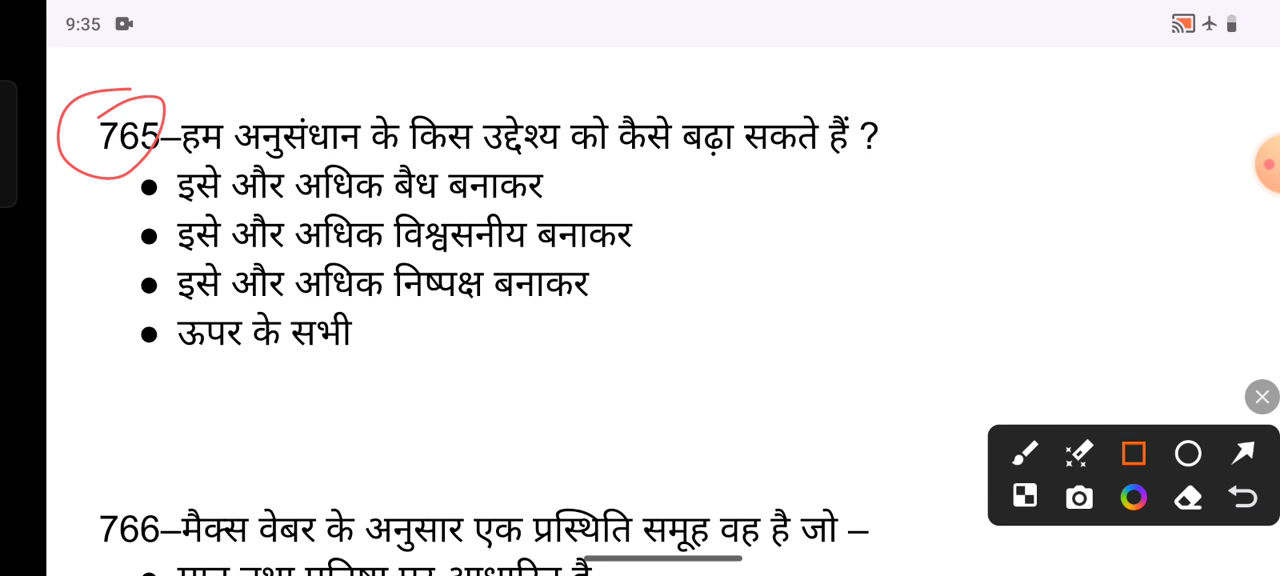 9:35
765–हम अनुसंधान के किस उद्देश्य को कैसे बढ़ा सकते हैं ?
● इसे और अधिक बैध बनाकर
● इसे और अधिक विश्वसनीय बनाकर
● इसे और अधिक निष्पक्ष बनाकर
● ऊपर के सभी
766–मैक्स वेबर के अनुसार एक प्रस्थिति समूह वह है जो –